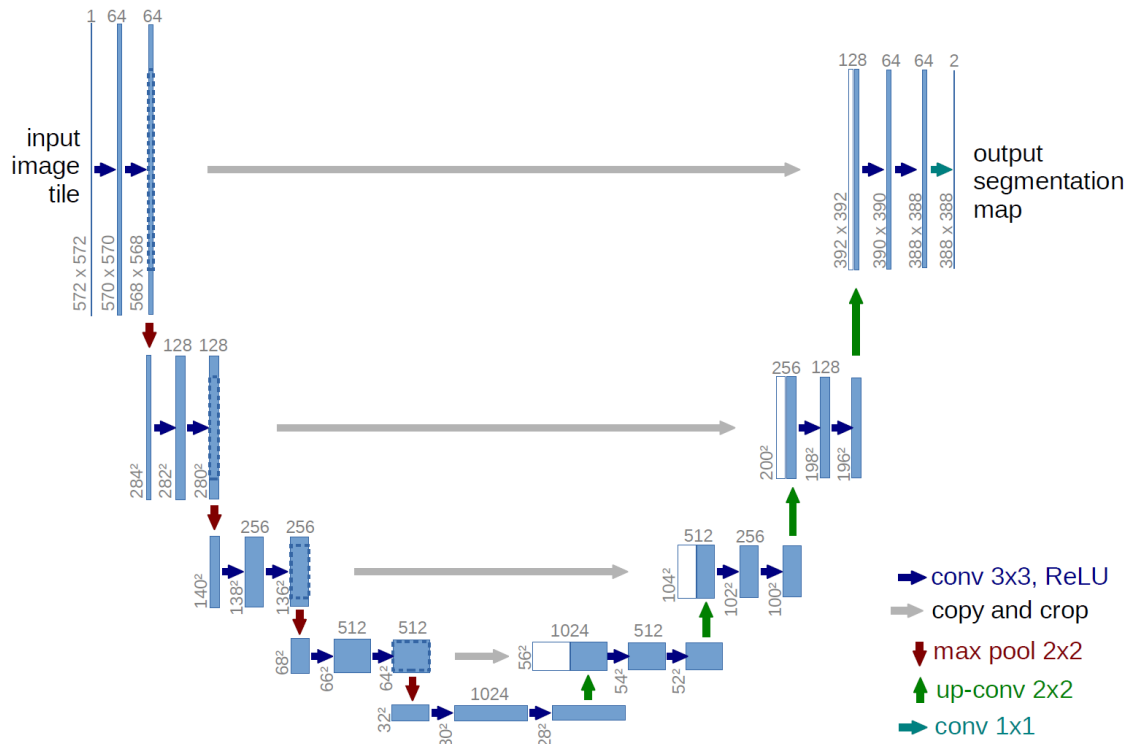 1 64 64
128 64 64 2
input
image
tile
output
segmentation
map
572 x 572
570 x 570
568 x 568
392 x 392
390 x 390
388 x 388
388 x 388
128 128
256 128
284²
282²
280²
200²
198²
196²
256 256
512 256
140²
138²
136²
104²
102²
100²
512 512
1024 512
68²
66²
64²
56²
54²
52²
1024
32²
30²
28²
conv 3x3, ReLU
copy and crop
max pool 2x2
up-conv 2x2
conv 1x1